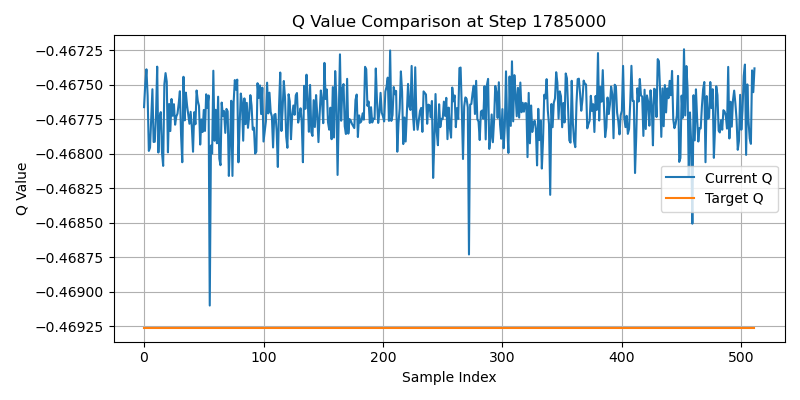 Q Value Comparison at Step 1785000
−0.46725
−0.46750
−0.46775
−0.46800
−0.46825
−0.46850
−0.46875
−0.46900
−0.46925
Q Value
Current Q
Target Q
0 100 200 300 400 500
Sample Index